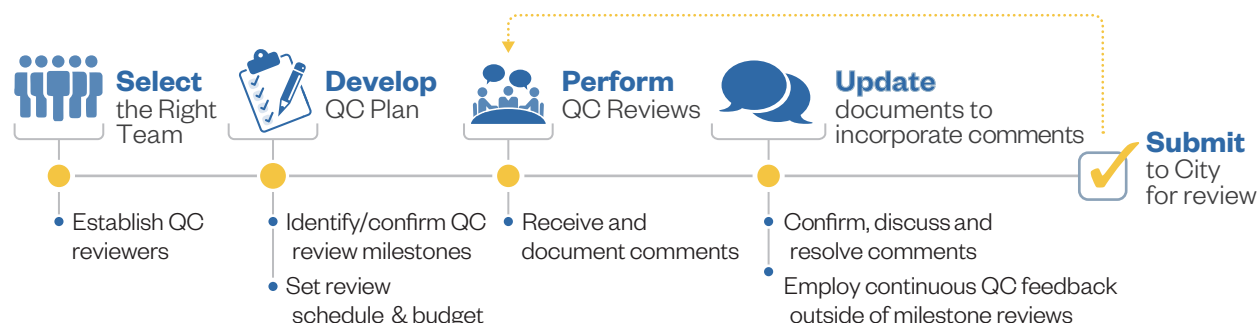 Select
the Right
Team
Develop
QC Plan
Perform
QC Reviews
Update
documents to
incorporate comments
Submit
to City
for review
Establish QC
reviewers
Identify/confirm QC
review milestones
Set review
schedule & budget
Receive and
document comments
Confirm, discuss and
resolve comments
Employ continuous QC feedback
outside of milestone reviews